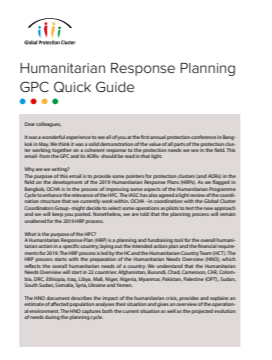 Global Protection Cluster
Humanitarian Response Planning
GPC Quick Guide
Dear colleagues,
It was a wonderful experience to see all of you at the first annual protection conference in Bang-
kok in May. We think it was a solid demonstration of the value of all parts of the protection clus-
ter working together on a coherent response to the protection needs we see in the field. This
email -from the GPC and its AORs- should be read in that light.
Why are we writing?
The purpose of this email is to provide some pointers for protection clusters (and AORs) in the
field on the development of the 2019 Humanitarian Response Plans (HRPs). As we flagged in
Bangkok, OCHA is in the process of improving some aspects of the Humanitarian Programme
Cycle to enhance the relevance of the HPC. The IASC has also agreed a light review of the coordi-
nation structure that we currently work within. OCHA -in coordination with the Global Cluster
Coordinators Group- might decide to select some operations as pilots to test the new approach
and we will keep you posted. Nonetheless, we are told that the planning process will remain
unaltered for the 2019 HRP process.
What is the purpose of the HPC?
A Humanitarian Response Plan (HRP) is a planning and fundraising tool for the overall humani-
tarian action in a specific country, laying out the intended action plan and the financial require-
ments for 2019. The HRP process is led by the HC and the Humanitarian Country Team (HCT). The
HRP process starts with the preparation of the Humanitarian Needs Overview (HNO), which
reflects the overall humanitarian needs of a country. We understand that the Humanitarian
Needs Overview will start in 22 countries: Afghanistan, Burundi, Chad, Cameroon, CAR, Colom-
bia, DRC, Ethiopia, Iraq, Libya, Mali, Niger, Nigeria, Myanmar, Pakistan, Palestine (OPT), Sudan,
South Sudan, Somalia, Syria, Ukraine and Yemen.
The HNO document describes the impact of the humanitarian crisis, provides and explains an
estimate of affected population analyses their situation and gives an overview of the operation-
al environment. The HNO captures both the current situation as well as the projected evolution
of needs during the planning cycle.